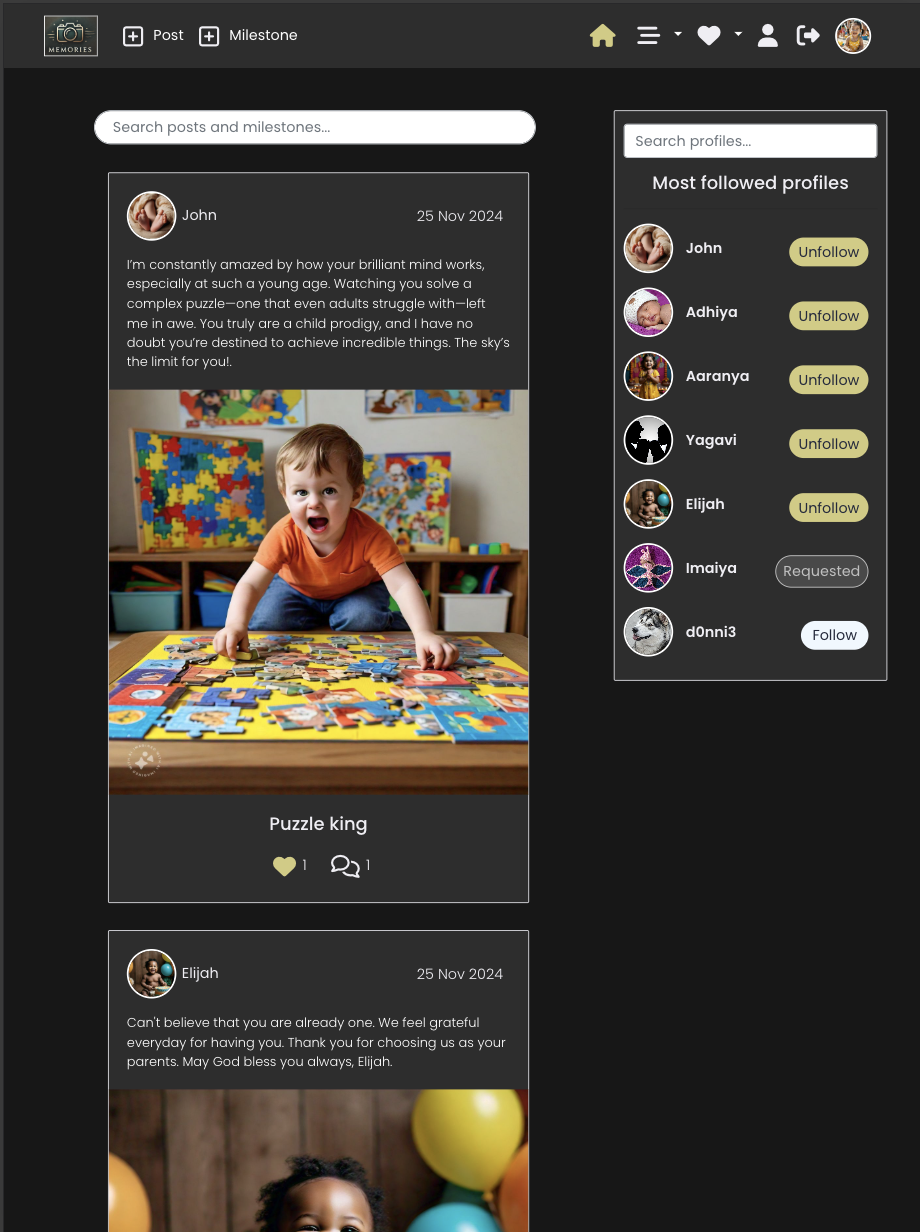 MEMORIES
Post
Milestone
Search posts and milestones...
John
25 Nov 2024
I’m constantly amazed by how your brilliant mind works,
especially at such a young age. Watching you solve a
complex puzzle—one that even adults struggle with—left
me in awe. You truly are a child prodigy, and I have no
doubt you’re destined to achieve incredible things. The sky’s
the limit for you!.
Puzzle king
1
1
Elijah
25 Nov 2024
Can't believe that you are already one. We feel grateful
everyday for having you. Thank you for choosing us as your
parents. May God bless you always, Elijah.
Search profiles...
Most followed profiles
John
Unfollow
Adhiya
Unfollow
Aaranya
Unfollow
Yagavi
Unfollow
Elijah
Unfollow
Imaiya
Requested
d0nni3
Follow